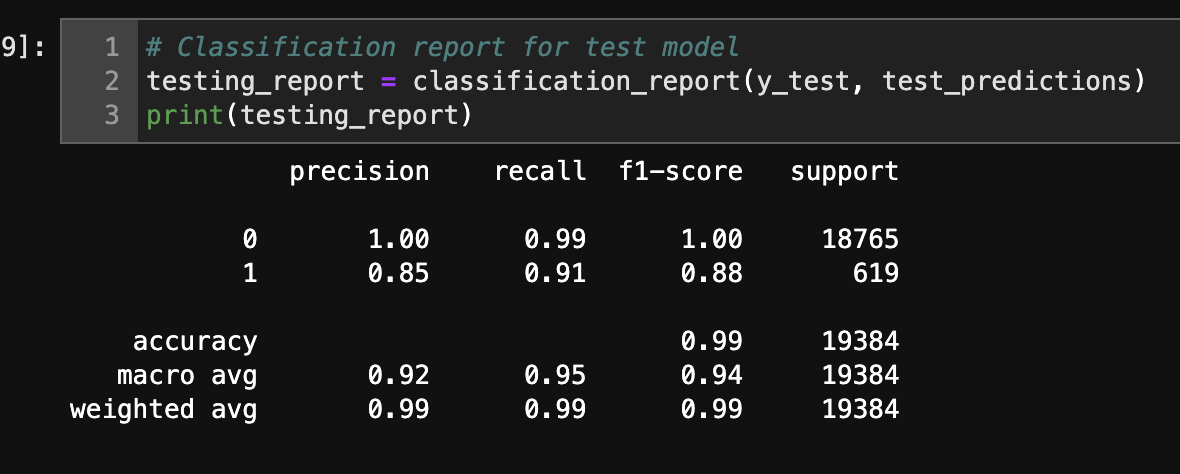 9]:
1 # Classification report for test model
2 testing_report = classification_report(y_test, test_predictions)
3 print(testing_report)
precision recall f1-score support
0 1.00 0.99 1.00 18765
1 0.85 0.91 0.88 619
accuracy 0.99 19384
macro avg 0.92 0.95 0.94 19384
weighted avg 0.99 0.99 0.99 19384